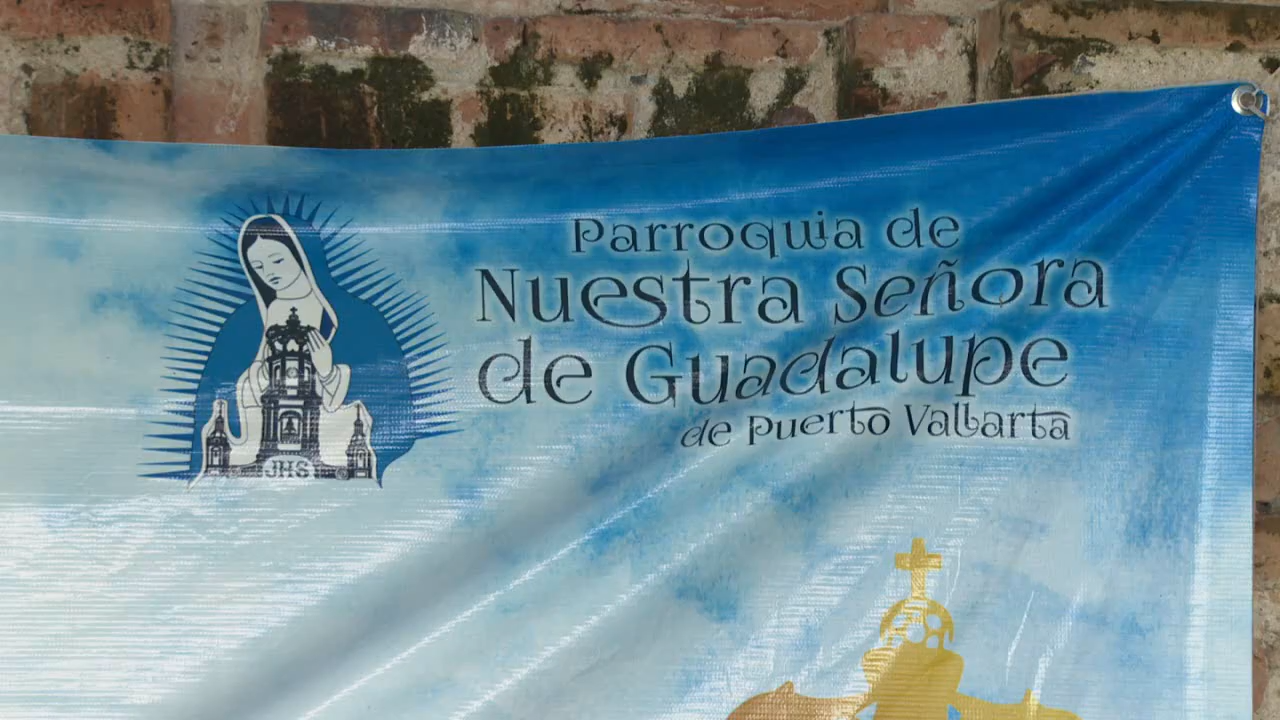 Parroquia de
Nuestra Señora
de Guadalupe
de Puerto Vallarta
JHS